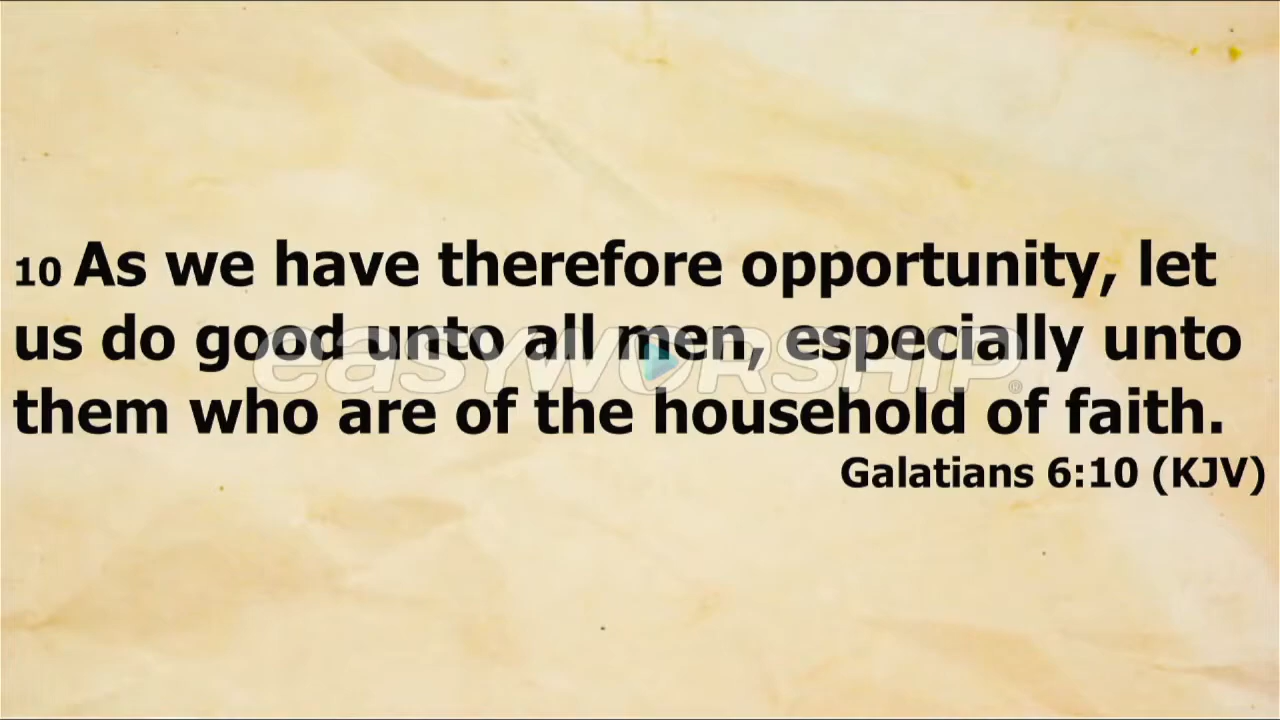 10 As we have therefore opportunity, let
us do good unto all men, especially unto
them who are of the household of faith.
Galatians 6:10 (KJV)
easyworship®